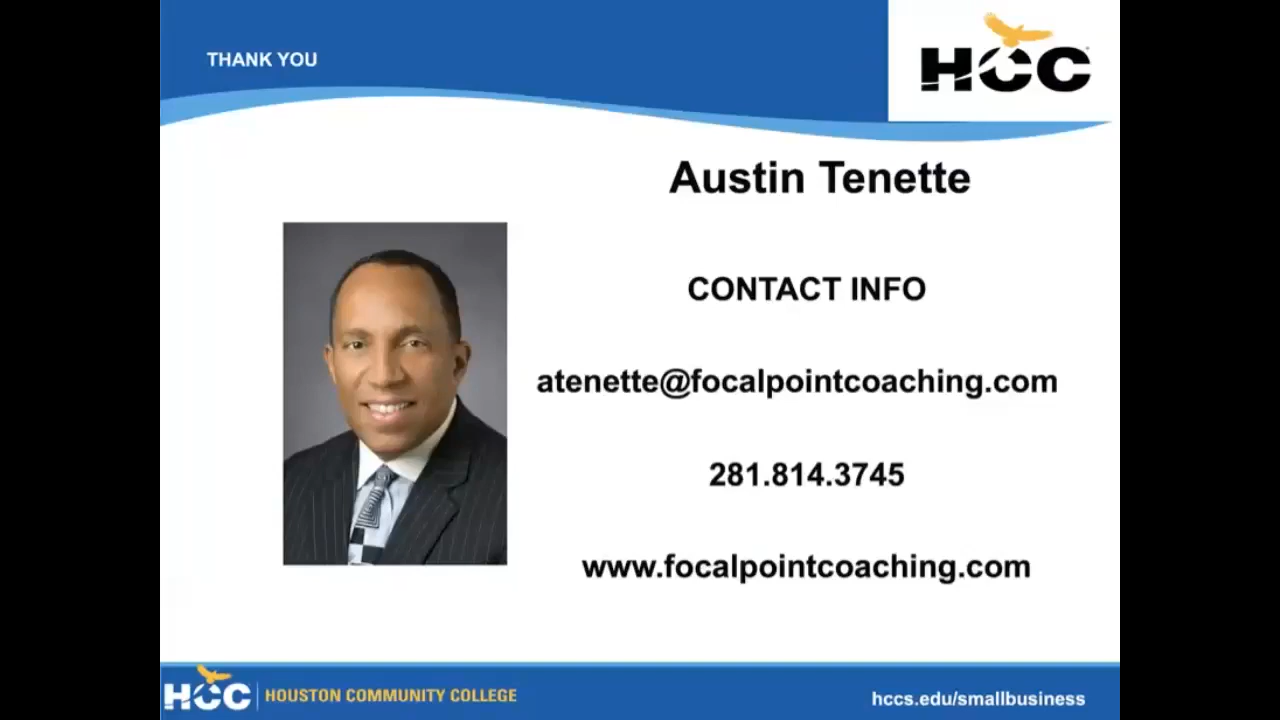 THANK YOU
HCC
Austin Tenette
CONTACT INFO
atenette@focalpointcoaching.com
281.814.3745
www.focalpointcoaching.com
HCC HOUSTON COMMUNITY COLLEGE
hccs.edu/smallbusiness